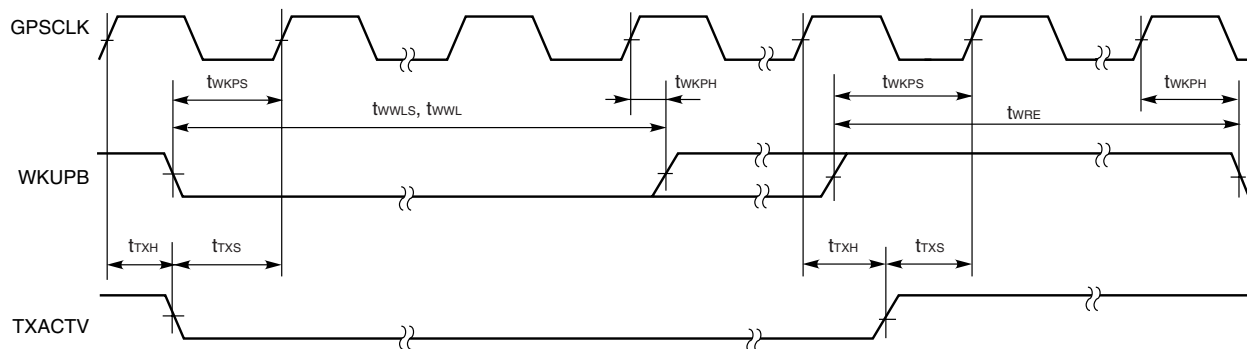 GPSCLK
tWKPS
tWKPH
tWKPS
tWKPH
tWWLS, tWWL
tWRE
WKUPB
tTXH
tTXS
tTXH
tTXS
TXACTV